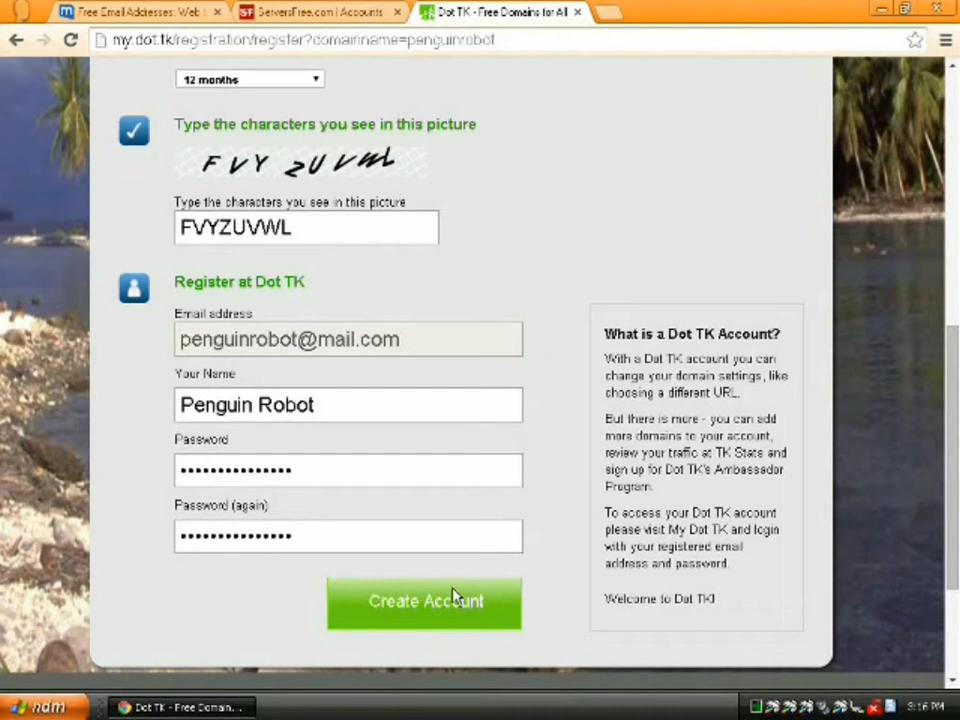 Free Email Addresses: Web b
ServersFree.com | Accounts
Dot TK - Free Domains for All
my.dot.tk/registration/register?domainname=penguinrobot
12 months
Type the characters you see in this picture
FVYZUVWL
Type the characters you see in this picture
FVYZUVWL
Register at Dot TK
Email address
penguinrobot@mail.com
Your Name
Penguin Robot
Password
Password (again)
Create Account
What is a Dot TK Account?
With a Dot TK account you can
change your domain settings, like
choosing a different URL.
But there is more - you can add
more domains to your account,
review your traffic at TK Stats and
sign up for Dot TK's Ambassador
Program.
To access your Dot TK account
please visit My Dot TK and login
with your registered email
address and password.
Welcome to Dot TK!
ndm
Dot TK - Free Domain...
3:16 PM